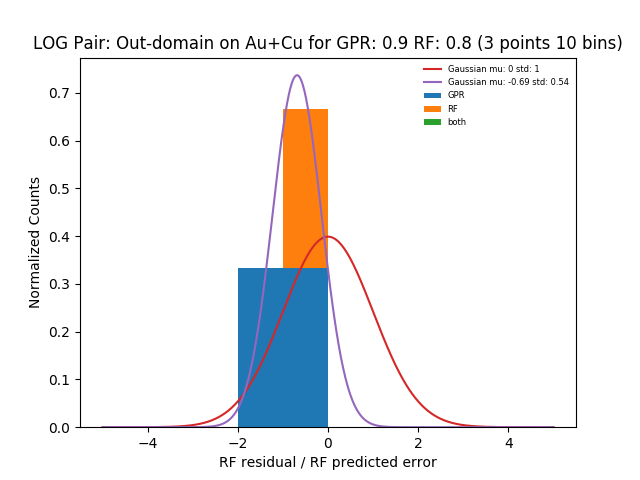 LOG Pair: Out-domain on Au+Cu for GPR: 0.9 RF: 0.8 (3 points 10 bins)
Gaussian mu: 0 std: 1
Gaussian mu: -0.69 std: 0.54
GPR
RF
both
Normalized Counts
0.7
0.6
0.5
0.4
0.3
0.2
0.1
0.0
−4
−2
0
2
4
RF residual / RF predicted error